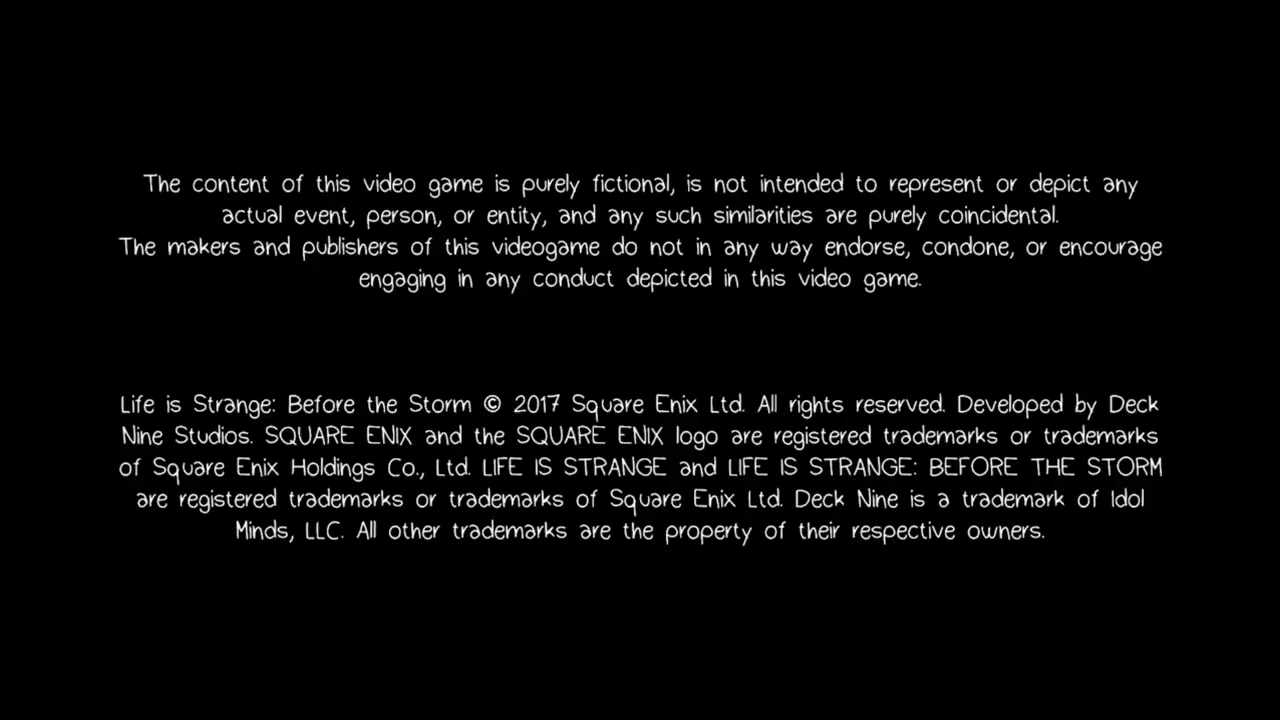 The content of this video game is purely fictional, is not intended to represent or depict any
actual event, person, or entity, and any such similarities are purely coincidental.
The makers and publishers of this videogame do not in any way endorse, condone, or encourage
engaging in any conduct depicted in this video game.
Life is Strange: Before the Storm © 2017 Square Enix Ltd. All rights reserved. Developed by Deck
Nine Studios. SQUARE ENIX and the SQUARE ENIX logo are registered trademarks or trademarks
of Square Enix Holdings Co., Ltd. LIFE IS STRANGE and LIFE IS STRANGE: BEFORE THE STORM
are registered trademarks or trademarks of Square Enix Ltd. Deck Nine is a trademark of Idol
Minds, LLC. All other trademarks are the property of their respective owners.